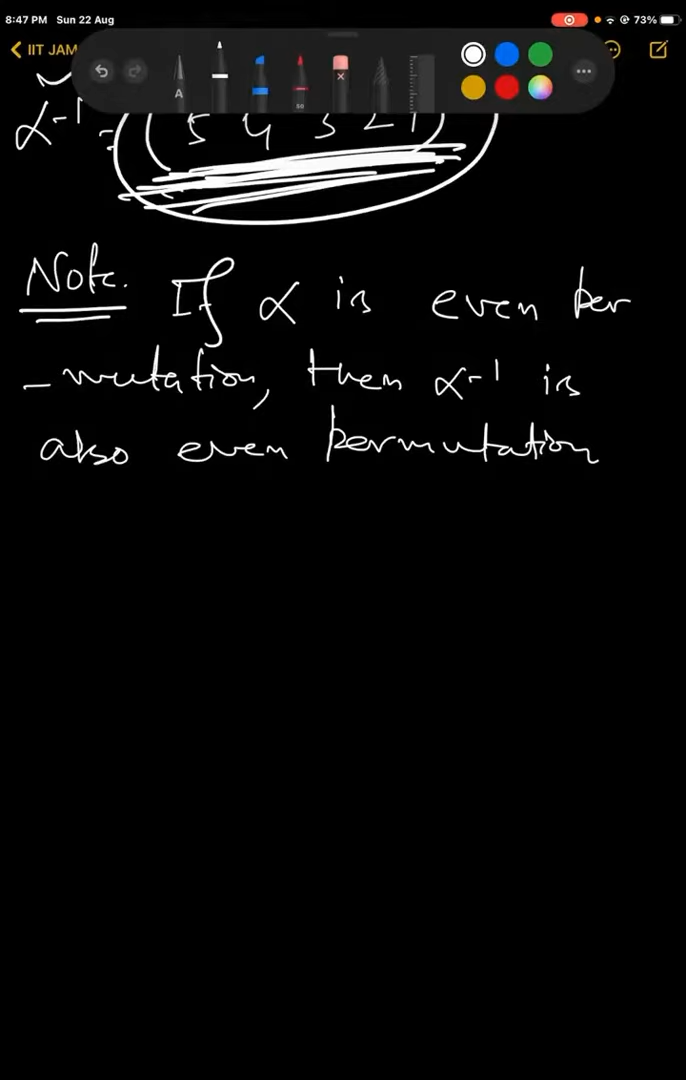 8:47 PM Sun 22 Aug 73%
IIT JAM
α-1 = (5 4 3 2 1)
Note. If α is even per
-mutation, then α-1 is
also even permutation